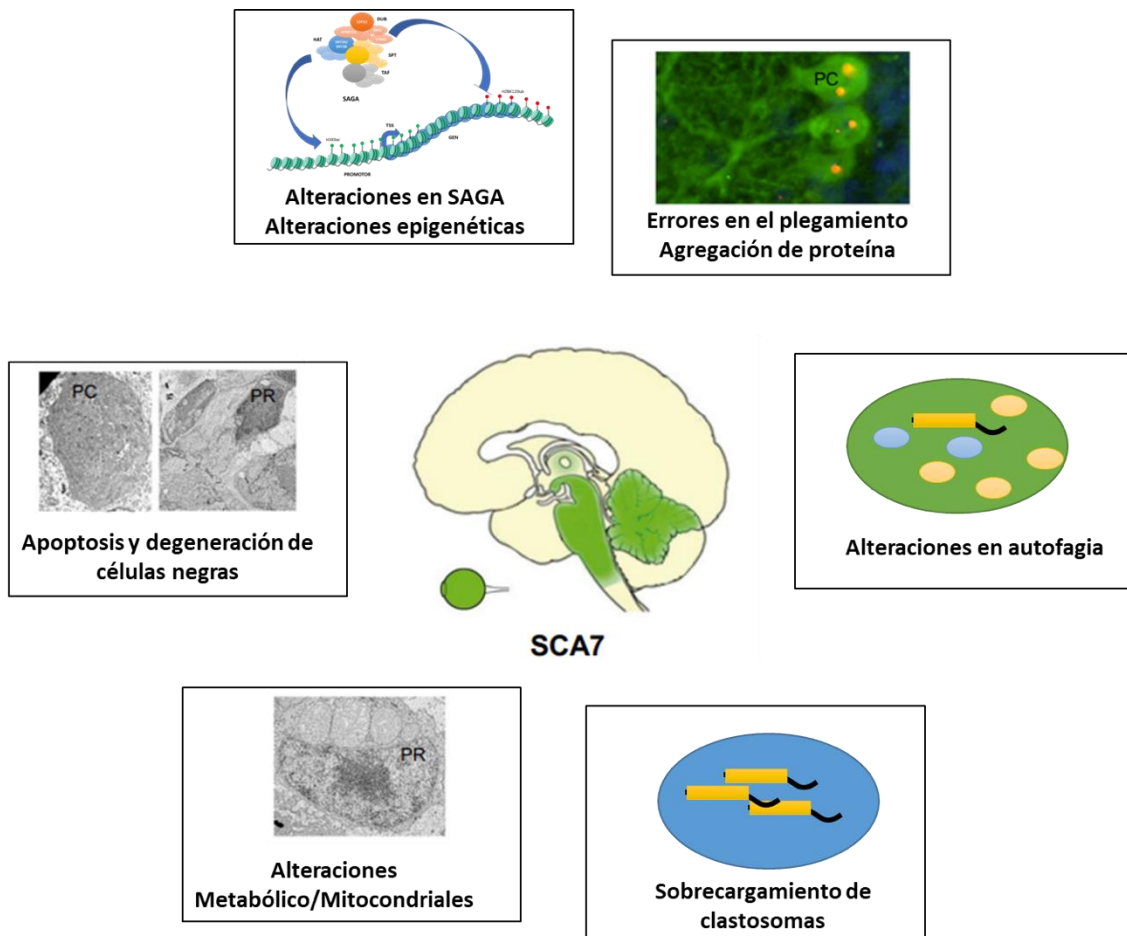 DUB
HAT
SPT
TAF
SAGA
TSS
GEN
PROMOTOR
Alteraciones en SAGA
Alteraciones epigenéticas
PC
Errores en el plegamiento
Agregación de proteína
PC
PR
Apoptosis y degeneración de
células negras
Alteraciones en autofagia
SCA7
PR
Alteraciones
Metabólico/Mitocondriales
Sobrecargamiento de
clastosomas